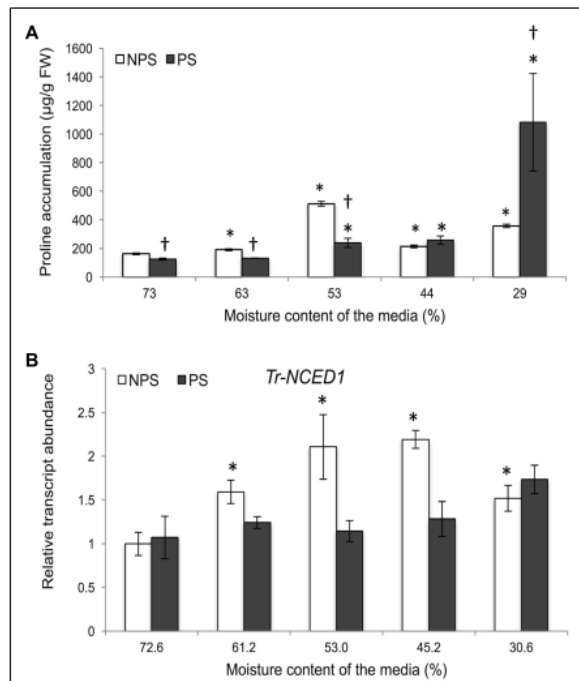 A
NPS PS
Proline accumulation (µg/g FW)
1600
1400
1200
1000
800
600
400
200
0
†
*
†
*
†
*
†
*
*
*
*
73 63 53 44 29
Moisture content of the media (%)
B
Tr-NCED1
NPS PS
Relative transcript abundance
3
2.5
2
1.5
1
0.5
0
*
*
*
*
72.6 61.2 53.0 45.2 30.6
Moisture content of the media (%)